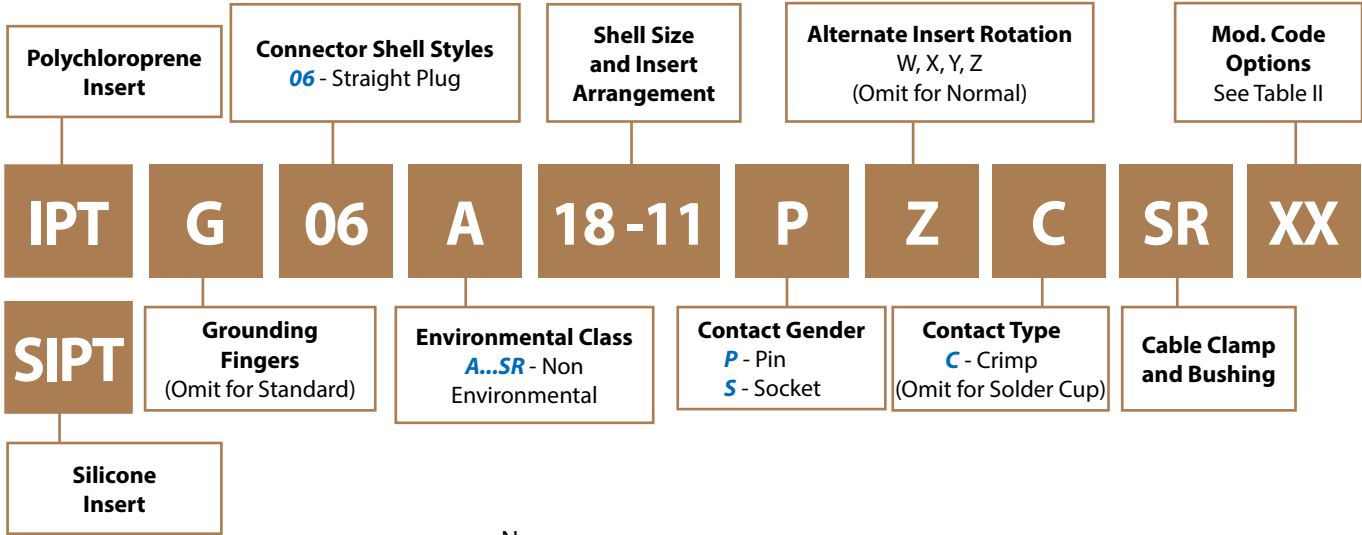 Polychloroprene
Insert
Connector Shell Styles
06 - Straight Plug
Shell Size
and Insert
Arrangement
Alternate Insert Rotation
W, X, Y, Z
(Omit for Normal)
Mod. Code
Options
See Table II
IPT G 06 A 18 -11 P Z C SR XX
SIPT
Grounding
Fingers
(Omit for Standard)
Environmental Class
A...SR - Non
Environmental
Contact Gender
P - Pin
S - Socket
Contact Type
C - Crimp
(Omit for Solder Cup)
Cable Clamp
and Bushing
Silicone
Insert